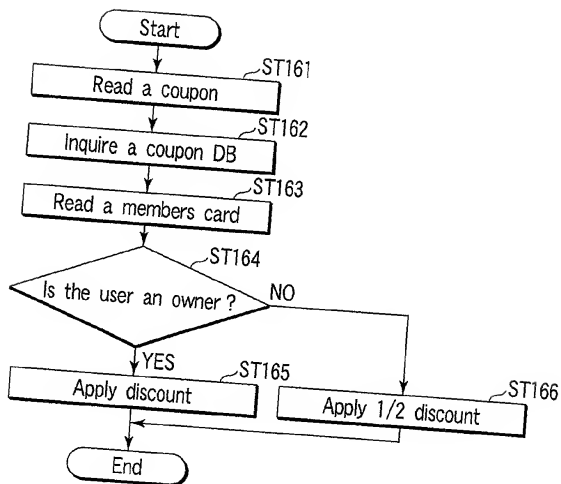 Start
ST161
Read a coupon
ST162
Inquire a coupon DB
ST163
Read a members card
ST164
Is the user an owner ?
NO
YES
ST165
Apply discount
ST166
Apply 1/2 discount
End